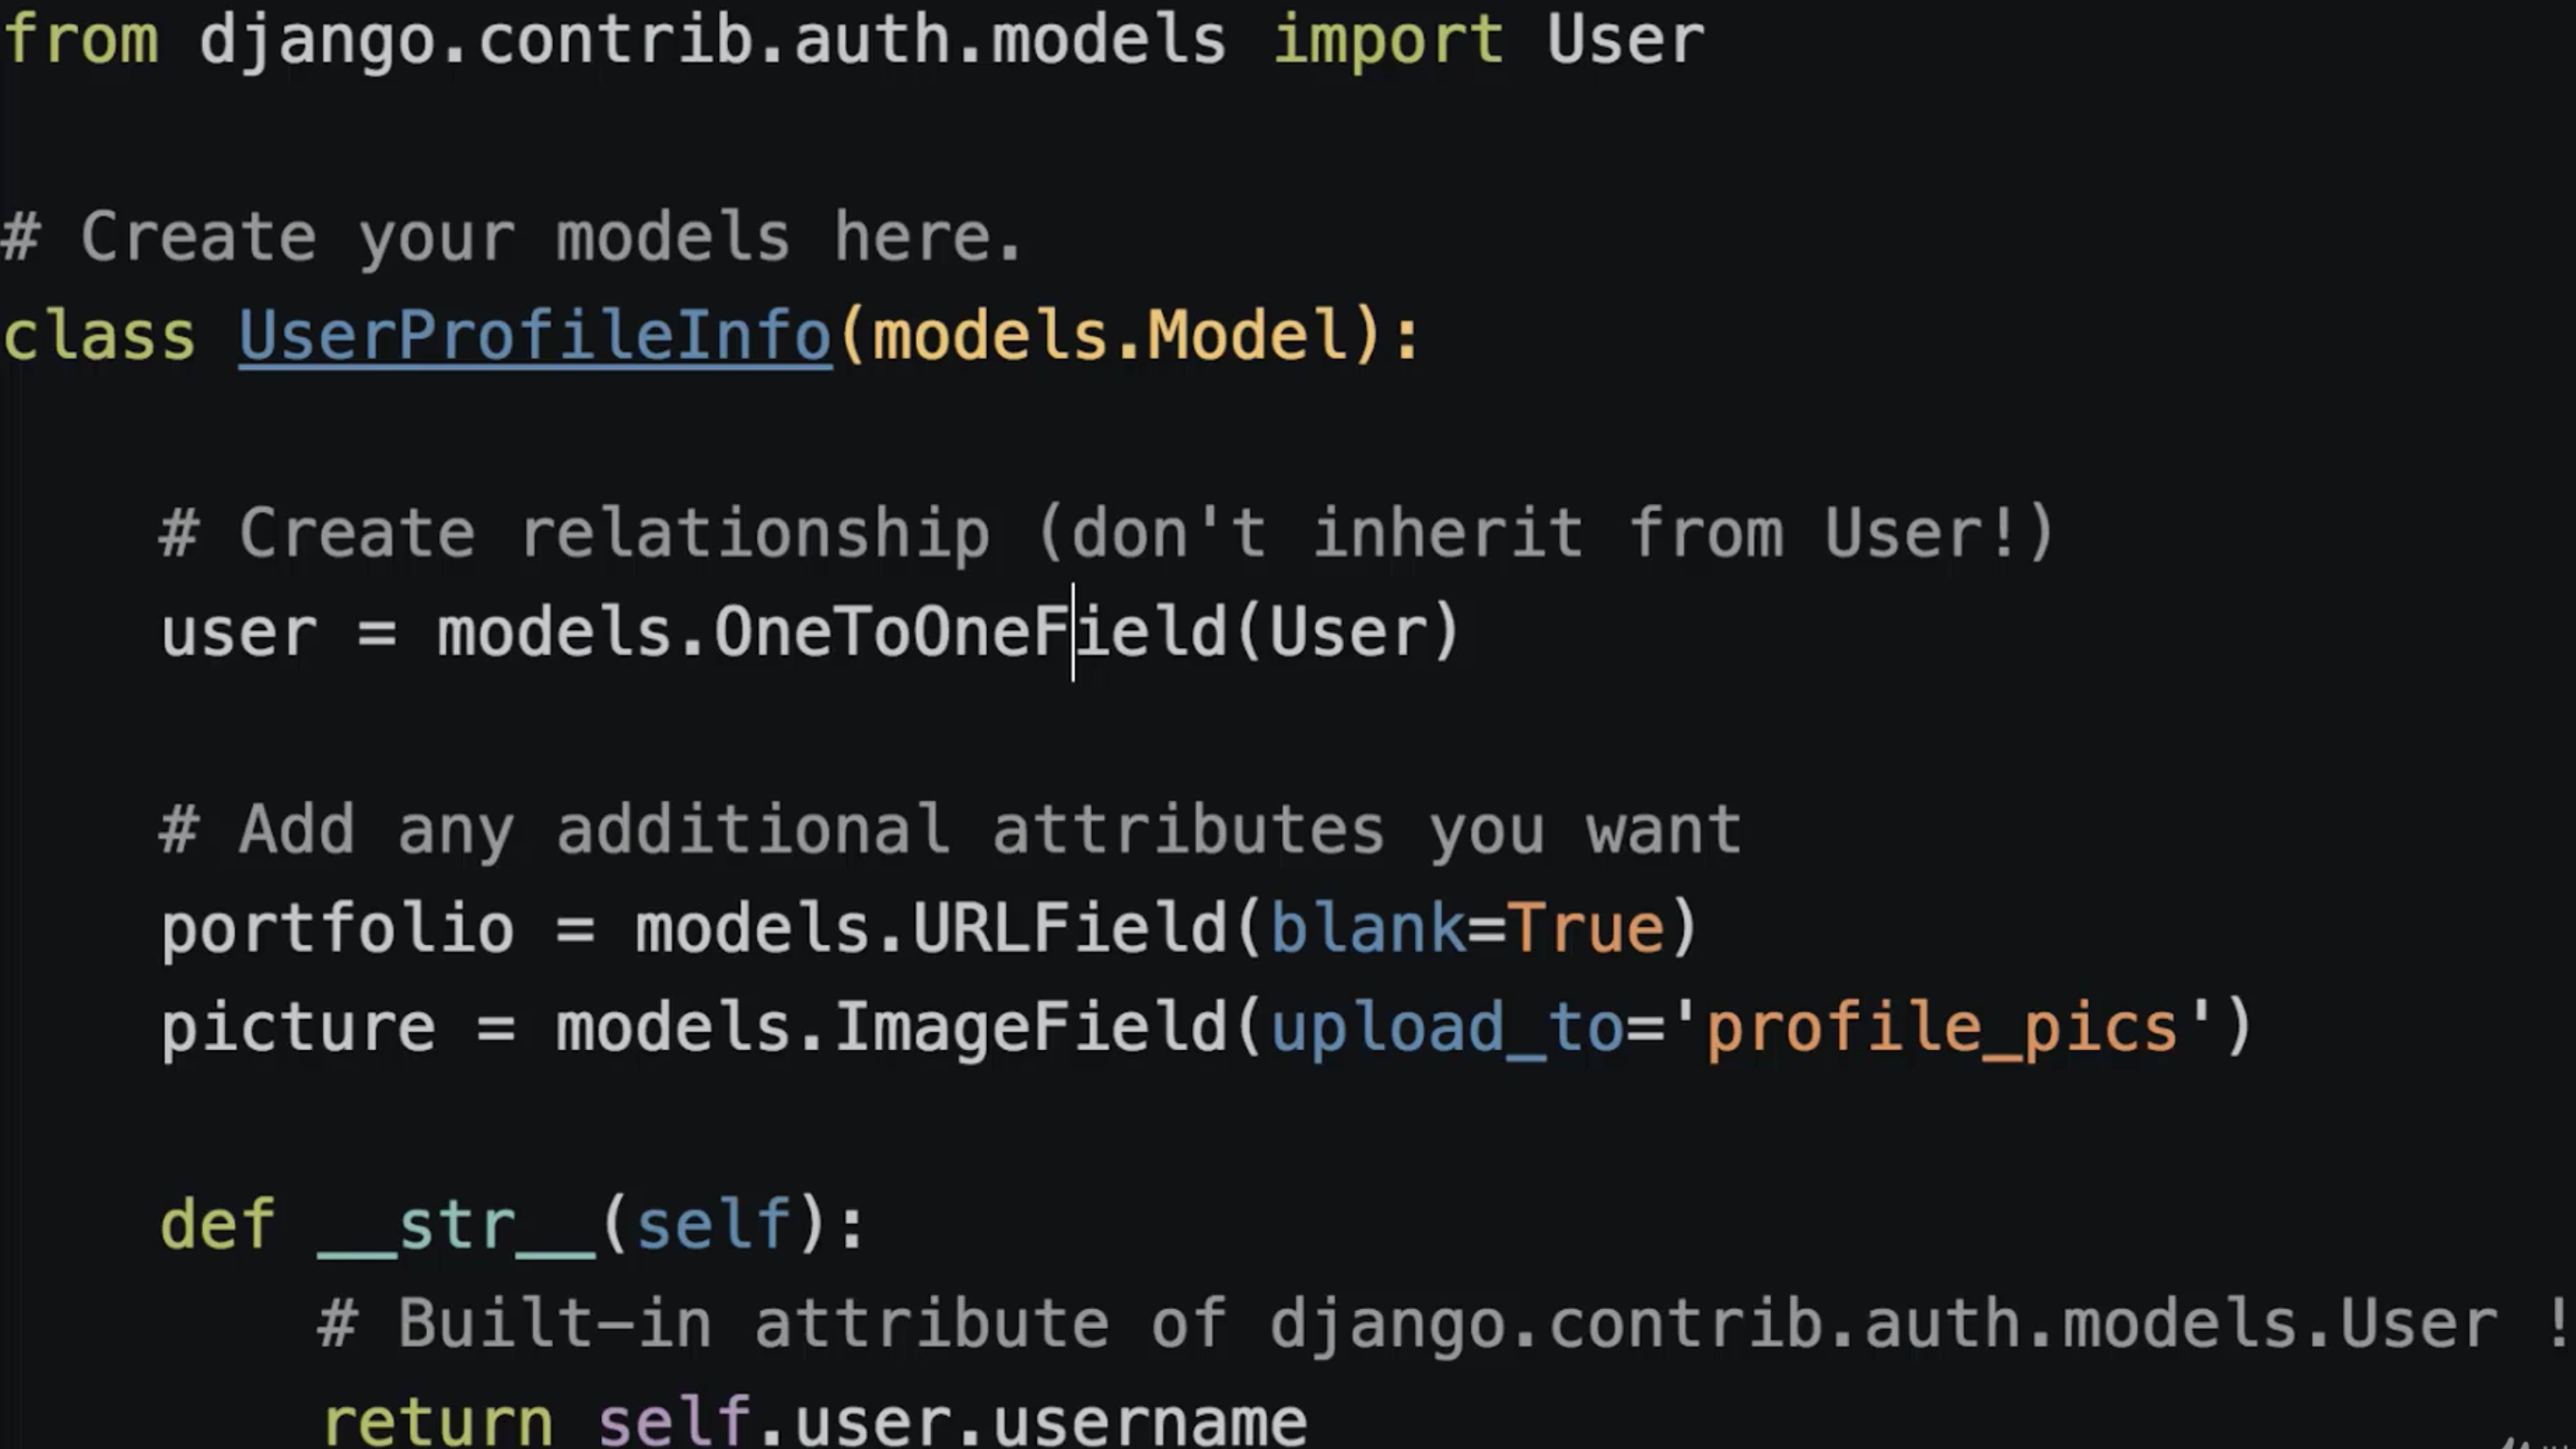 from django.contrib.auth.models import User
# Create your models here.
class UserProfileInfo(models.Model):
# Create relationship (don't inherit from User!)
user = models.OneToOneField(User)
# Add any additional attributes you want
portfolio = models.URLField(blank=True)
picture = models.ImageField(upload_to='profile_pics')
def __str__(self):
# Built-in attribute of django.contrib.auth.models.User !
return self.user.username